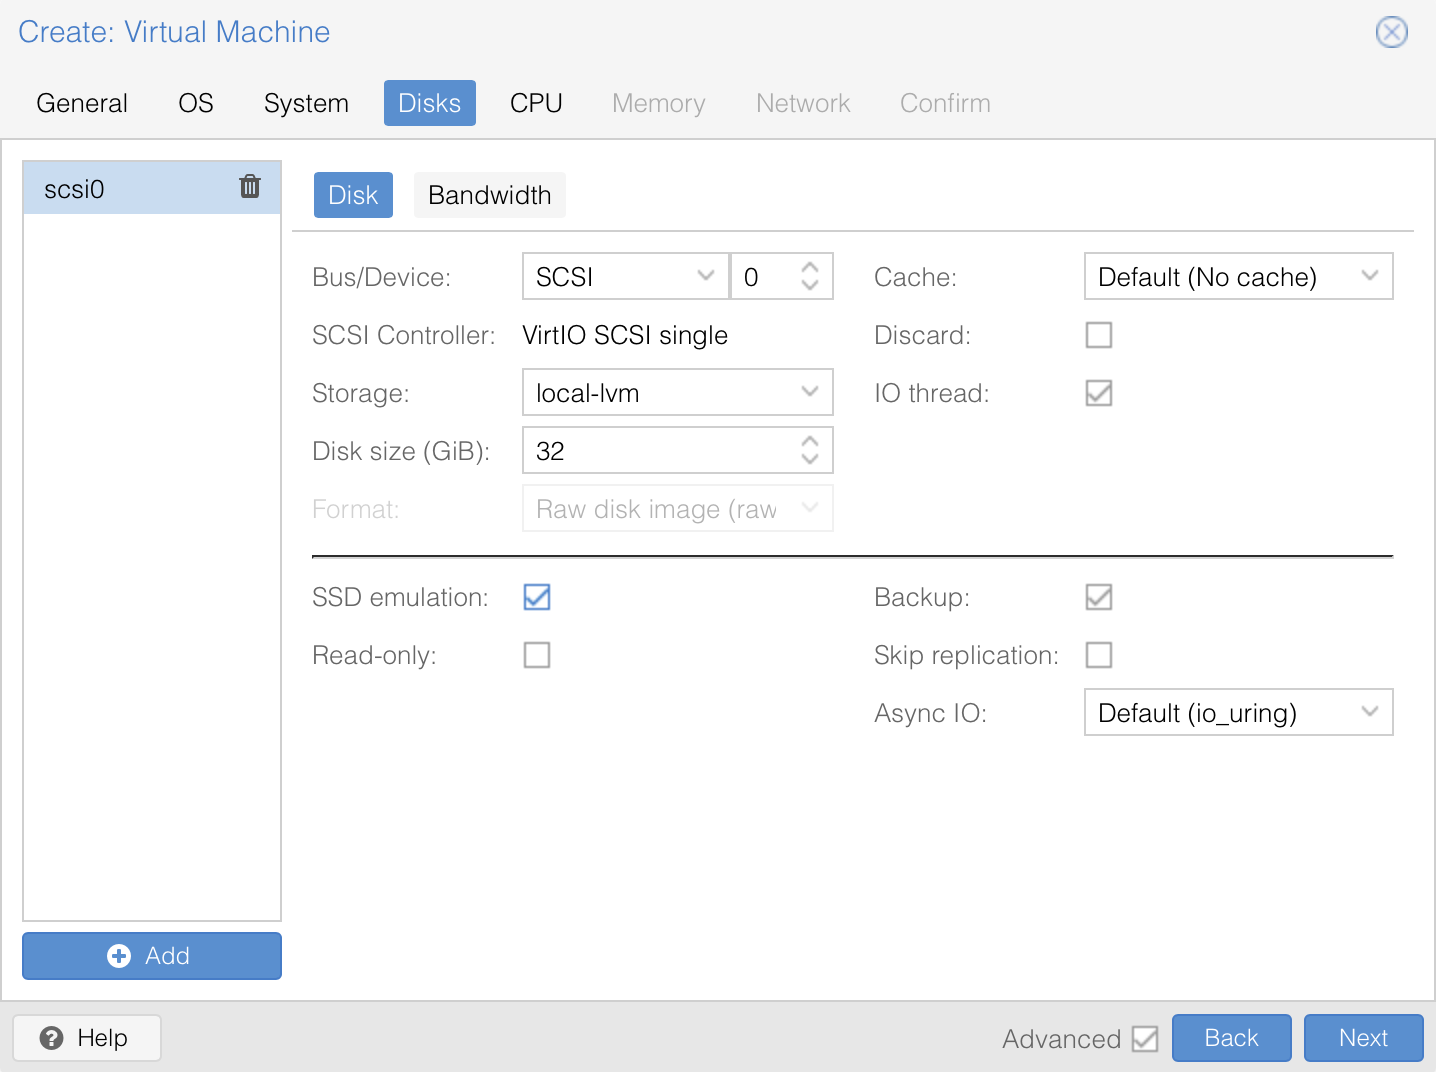 Create: Virtual Machine
General OS System Disks CPU Memory Network Confirm
scsi0
Disk Bandwidth
Bus/Device: SCSI 0 Cache: Default (No cache)
SCSI Controller: VirtIO SCSI single Discard:
Storage: local-lvm IO thread:
Disk size (GiB): 32
Format: Raw disk image (raw
SSD emulation: Backup:
Read-only: Skip replication:
Async IO: Default (io_uring)
Add
Help Advanced Back Next